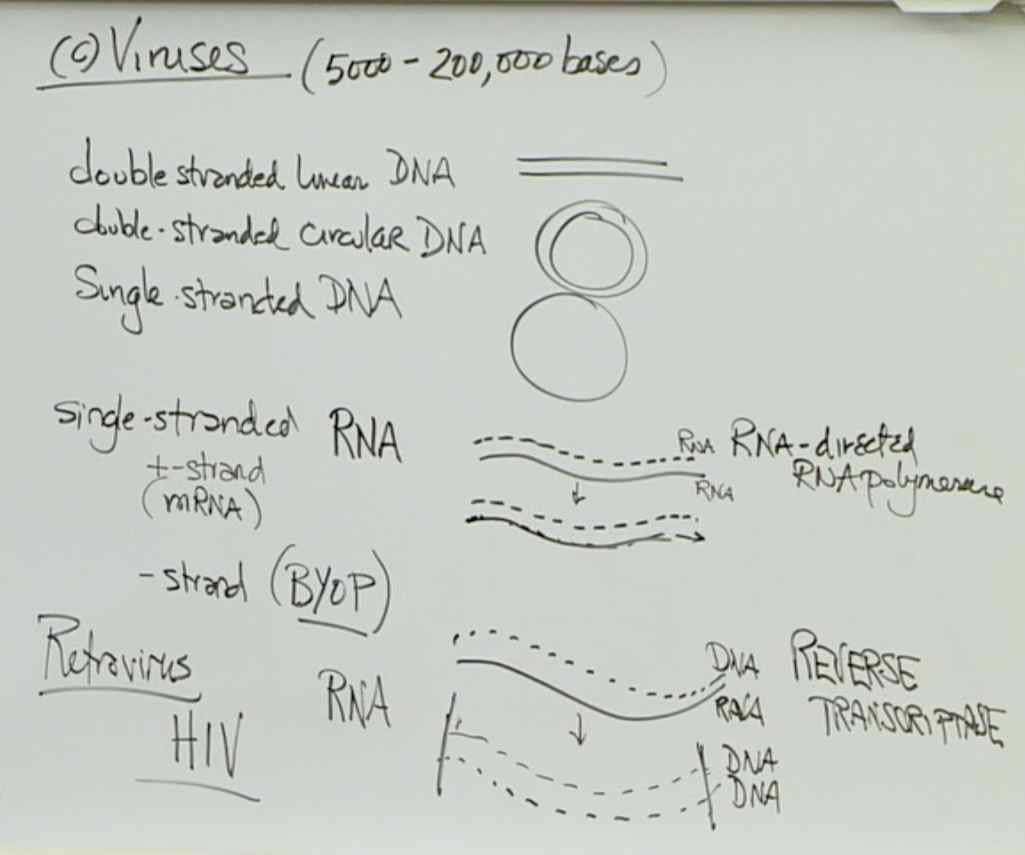 (c) Viruses (5000 - 200,000 bases)
double stranded linear DNA
double-stranded circular DNA
Single-stranded DNA
single-stranded RNA
+-strand
(mRNA)
RNA RNA-directed
RNA polymerase
RNA
-strand (BYOP)
Retrovirus
HIV
RNA
DNA REVERSE
RNA TRANSCRIPTASE
DNA
DNA